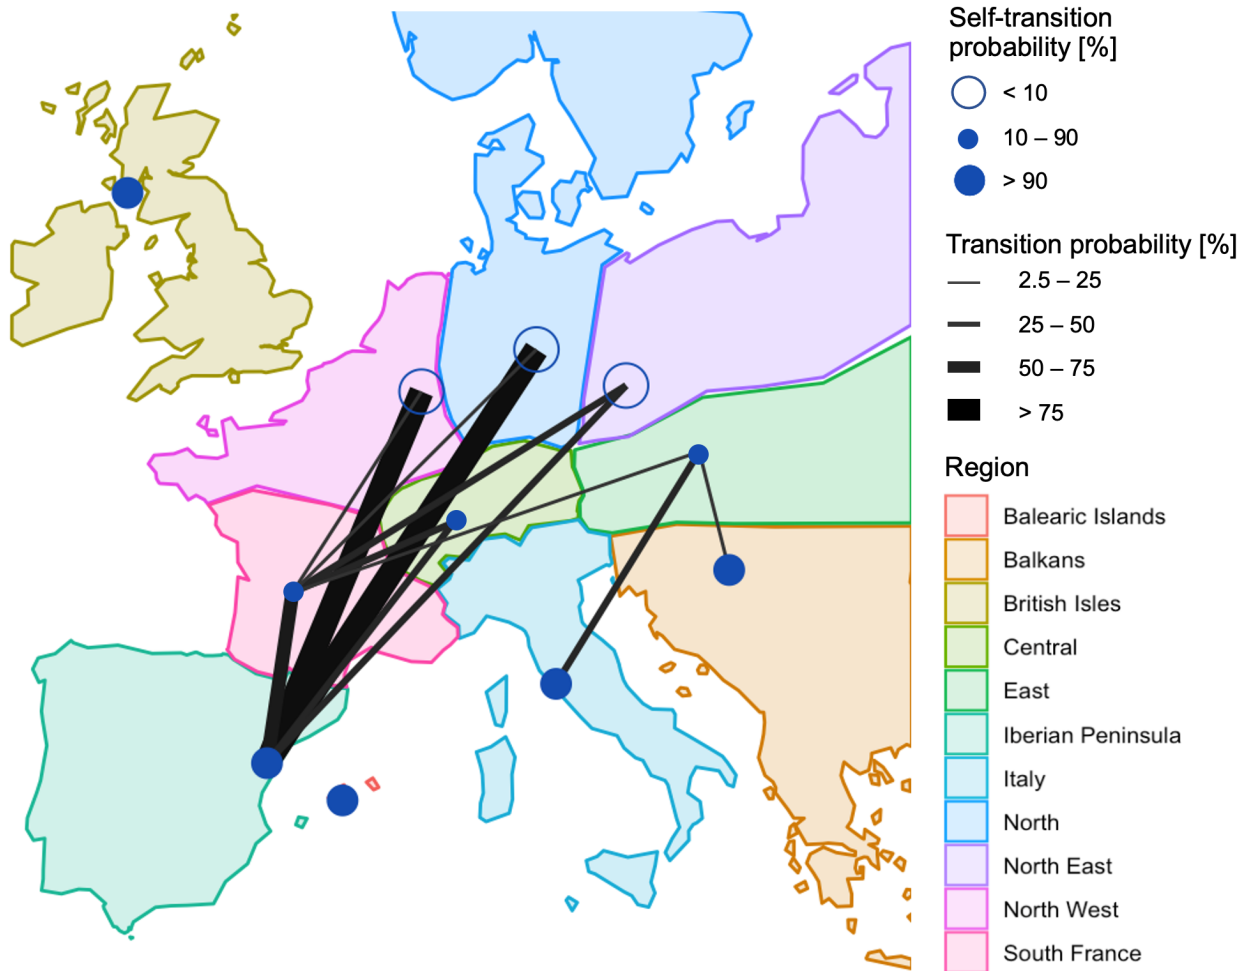 Self-transition
probability [%]
< 10
10 – 90
> 90
Transition probability [%]
2.5 – 25
25 – 50
50 – 75
> 75
Region
Balearic Islands
Balkans
British Isles
Central
East
Iberian Peninsula
Italy
North
North East
North West
South France